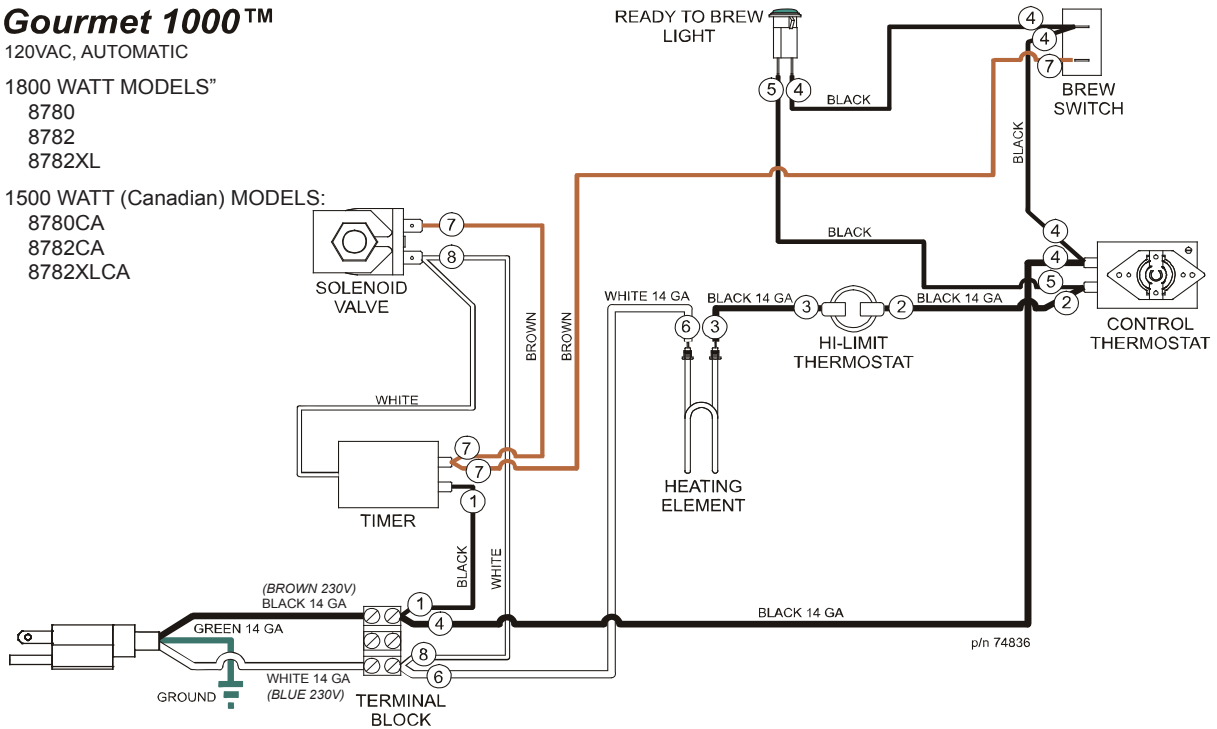 Gourmet 1000™
120VAC, AUTOMATIC
1800 WATT MODELS”
8780
8782
8782XL
1500 WATT (Canadian) MODELS:
8780CA
8782CA
8782XLCA
READY TO BREW
LIGHT
5
4
BLACK
4
4
7
BREW
SWITCH
BLACK
BLACK
4
4
5
2
CONTROL
THERMOSTAT
7
8
SOLENOID
VALVE
WHITE 14 GA
BLACK 14 GA
3
2
BLACK 14 GA
6
3
HI-LIMIT
THERMOSTAT
BROWN
BROWN
WHITE
7
7
1
TIMER
HEATING
ELEMENT
BLACK
WHITE
(BROWN 230V)
BLACK 14 GA
1
4
BLACK 14 GA
GREEN 14 GA
p/n 74836
8
6
WHITE 14 GA
(BLUE 230V)
GROUND
TERMINAL
BLOCK